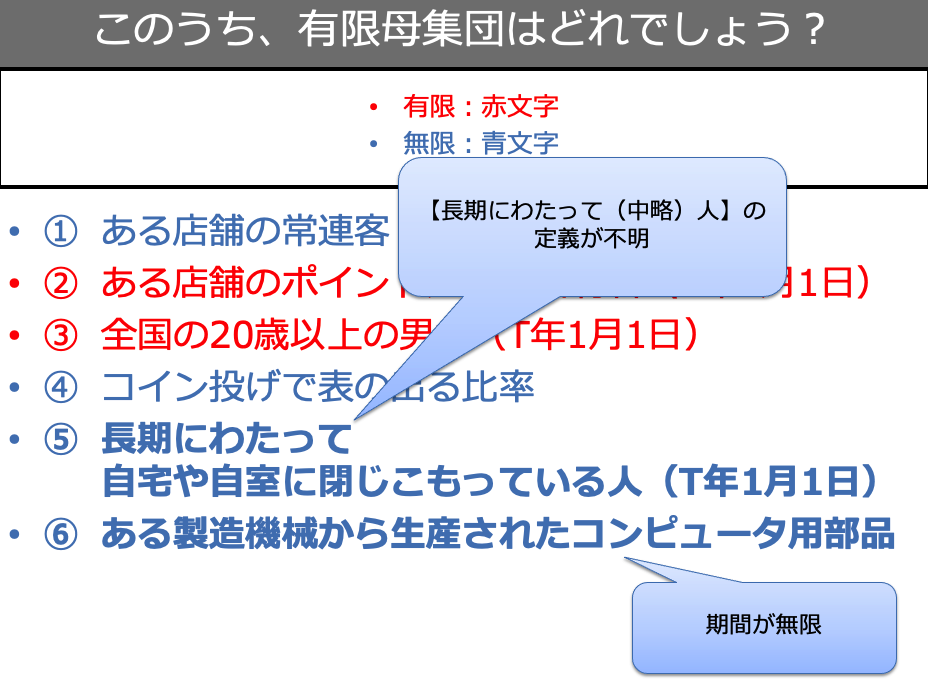 このうち、有限母集団はどれでしょう？
• 有限：赤文字
• 無限：青文字
【長期にわたって（中略）人】の
定義が不明
• ① ある店舗の常連客
• ② ある店舗のポイン 月1日）
• ③ 全国の20歳以上の男 （T年1月1日）
• ④ コイン投げで表の出る比率
• ⑤ 長期にわたって
自宅や自室に閉じこもっている人（T年1月1日）
• ⑥ ある製造機械から生産されたコンピュータ用部品
期間が無限